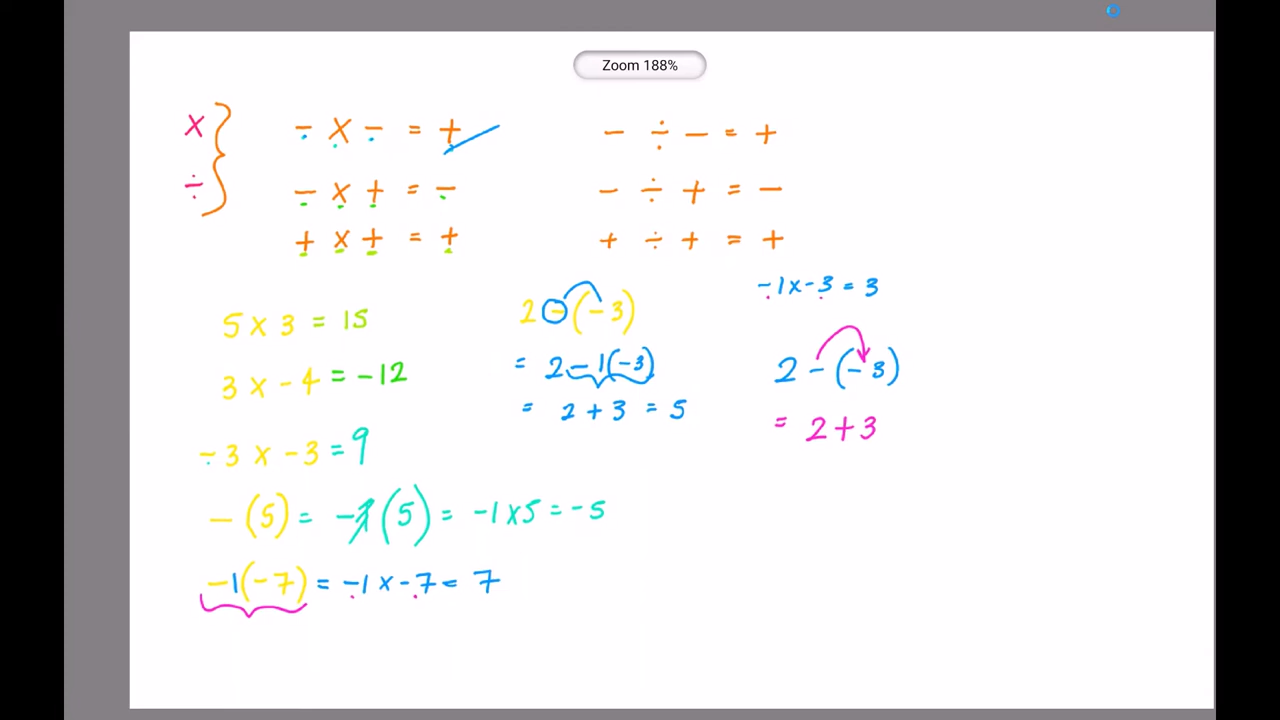 Zoom 188%
× } - × - = + - ÷ - = +
÷ - × + = - - ÷ + = -
+ × + = + + ÷ + = +
5 × 3 = 15
3 × - 4 = - 12
- 3 × - 3 = 9
- (5) = - 1 (5) = - 1 × 5 = - 5
- 1 (- 7) = - 1 × - 7 = 7
2 - (- 3)
= 2 - 1 (- 3)
= 2 + 3 = 5
- 1 × - 3 = 3
2 - (- 3)
= 2 + 3